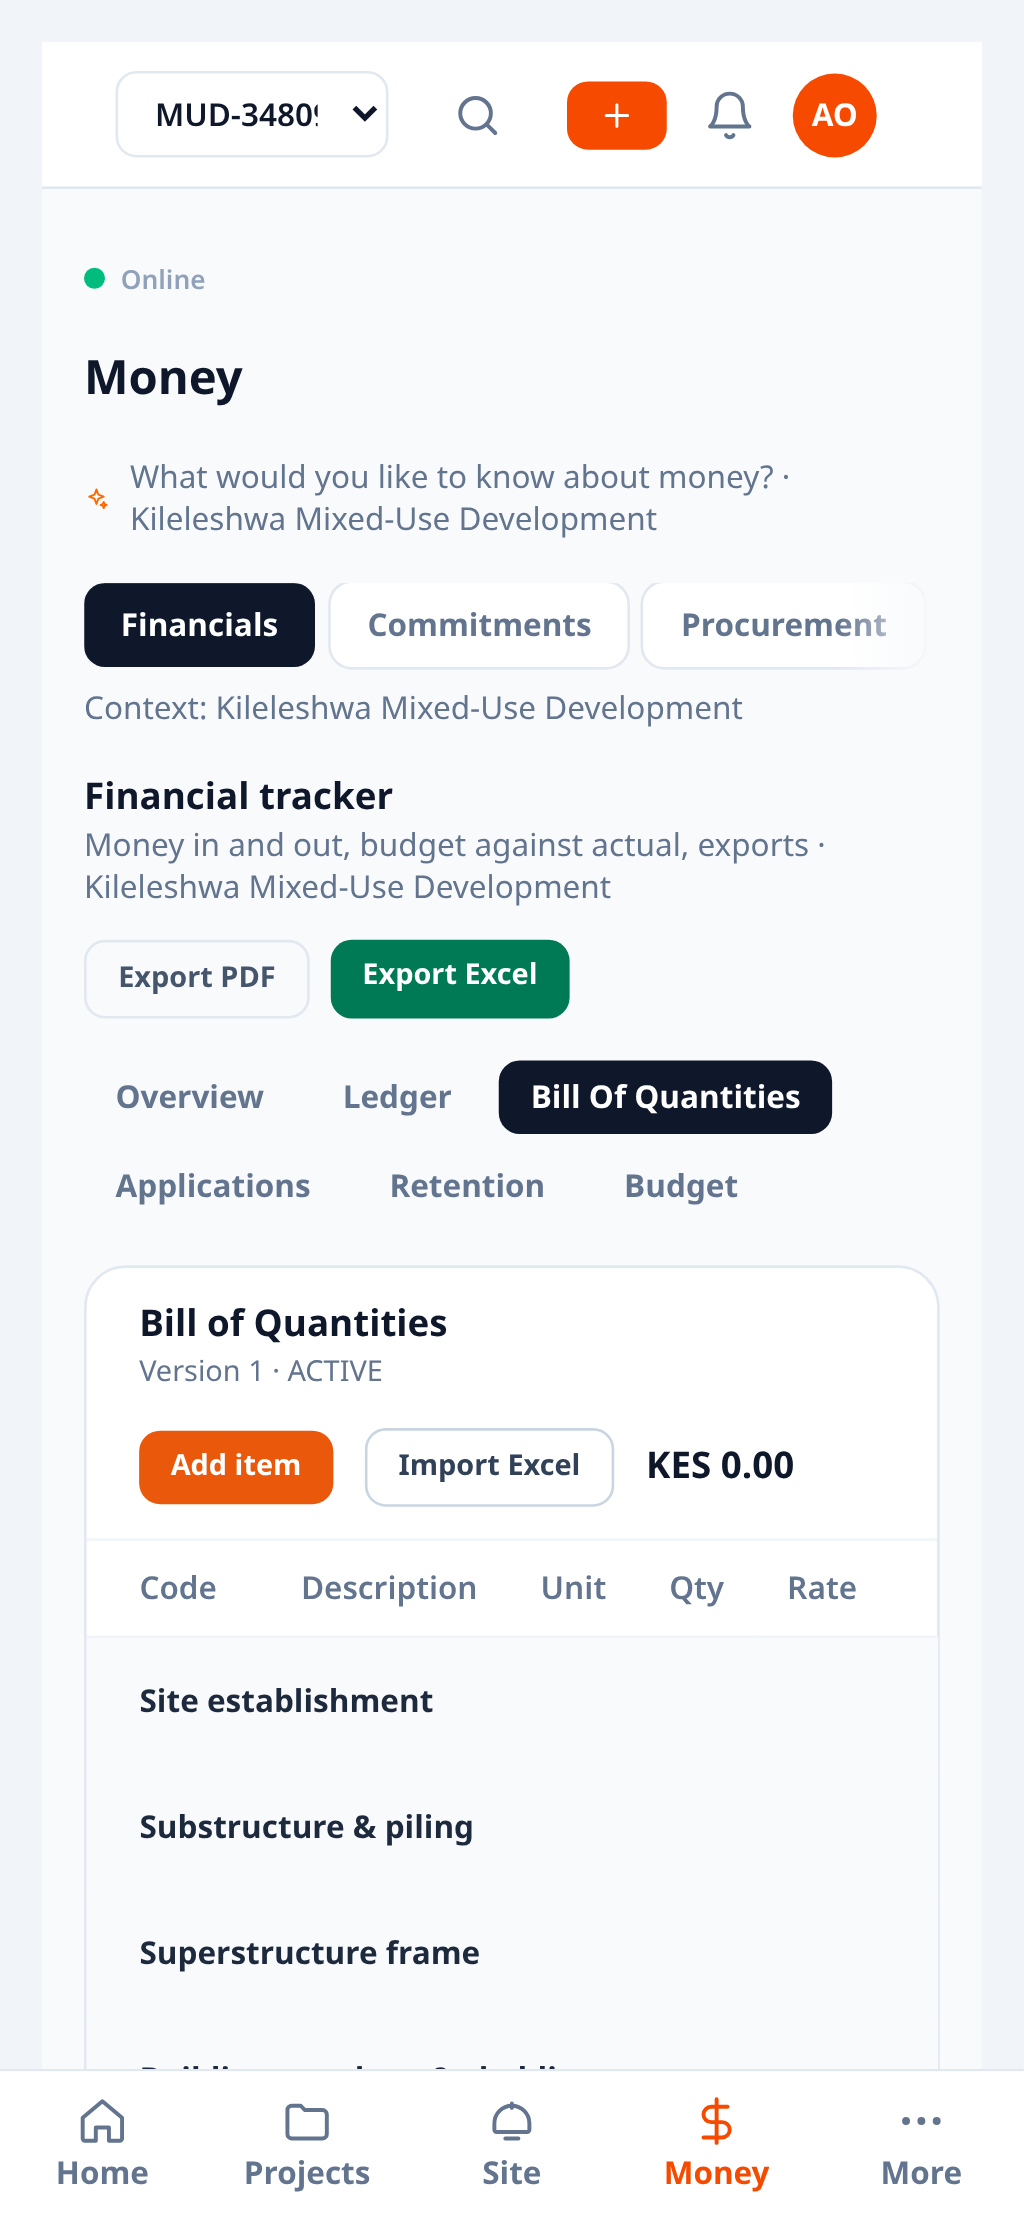 MUD-3480
AO
Online
Money
What would you like to know about money? ·
Kileleshwa Mixed-Use Development
Financials
Commitments
Procurement
Context: Kileleshwa Mixed-Use Development
Financial tracker
Money in and out, budget against actual, exports ·
Kileleshwa Mixed-Use Development
Export PDF
Export Excel
Overview
Ledger
Bill Of Quantities
Applications
Retention
Budget
Bill of Quantities
Version 1 · ACTIVE
Add item
Import Excel
KES 0.00
Code Description Unit Qty Rate
Site establishment
Substructure & piling
Superstructure frame
Home
Projects
Site
Money
More